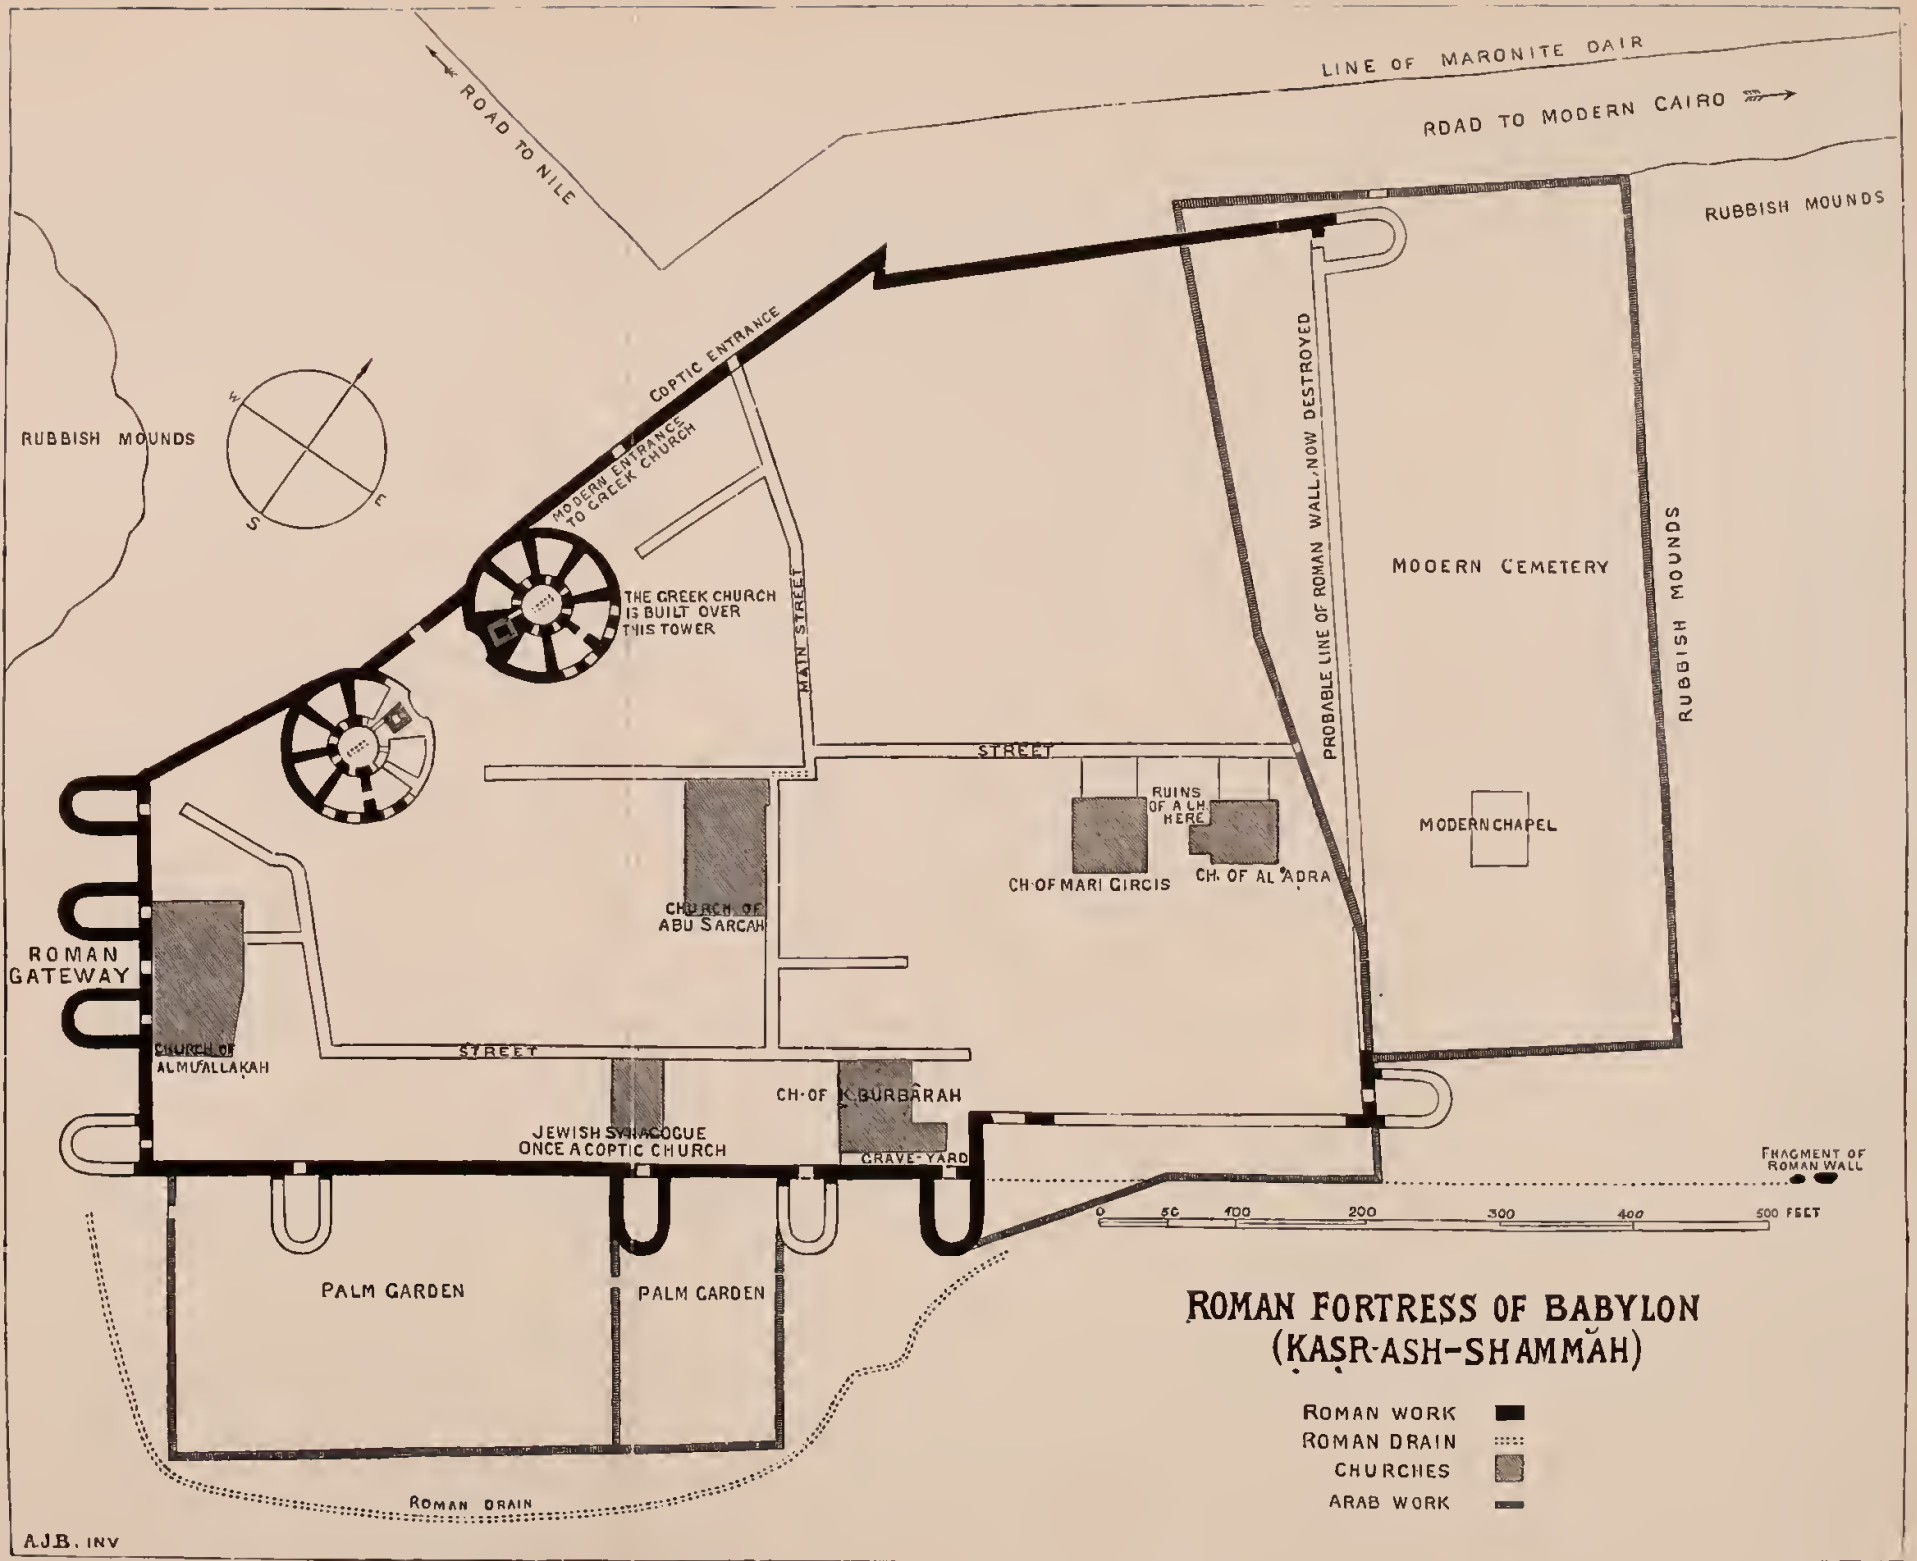 LINE OF MARONITE DAIR
ROAD TO MODERN CAIRO
ROAD TO NILE
RUBBISH MOUNDS
COPTIC ENTRANCE
MODERN ENTRANCE
TO GREEK CHURCH
W
S
E
RUBBISH MOUNDS
THE GREEK CHURCH
IS BUILT OVER
THIS TOWER
MAIN STREET
PROBABLE LINE OF ROMAN WALL, NOW DESTROYED
MODERN CEMETERY
RUBBISH MOUNDS
STREET
RUINS
OF A CH.
HERE
MODERN CHAPEL
CH. OF MARI GIRGIS
CH. OF AL 'ADRA
CHURCH OF
ABU SARGAH
ROMAN
GATEWAY
CHURCH OF
ALMU'ALLAKAH
STREET
CH. OF K. BURBÂRAH
JEWISH SYNAGOGUE
ONCE A COPTIC CHURCH
GRAVE-YARD
FRAGMENT OF
ROMAN WALL
0 50 100 200 300 400 500 FEET
PALM GARDEN
PALM GARDEN
ROMAN DRAIN
ROMAN FORTRESS OF BABYLON
(ḲAṢR-ASH-SHAMMĂH)
ROMAN WORK
ROMAN DRAIN
CHURCHES
ARAB WORK
A.J.B. INV